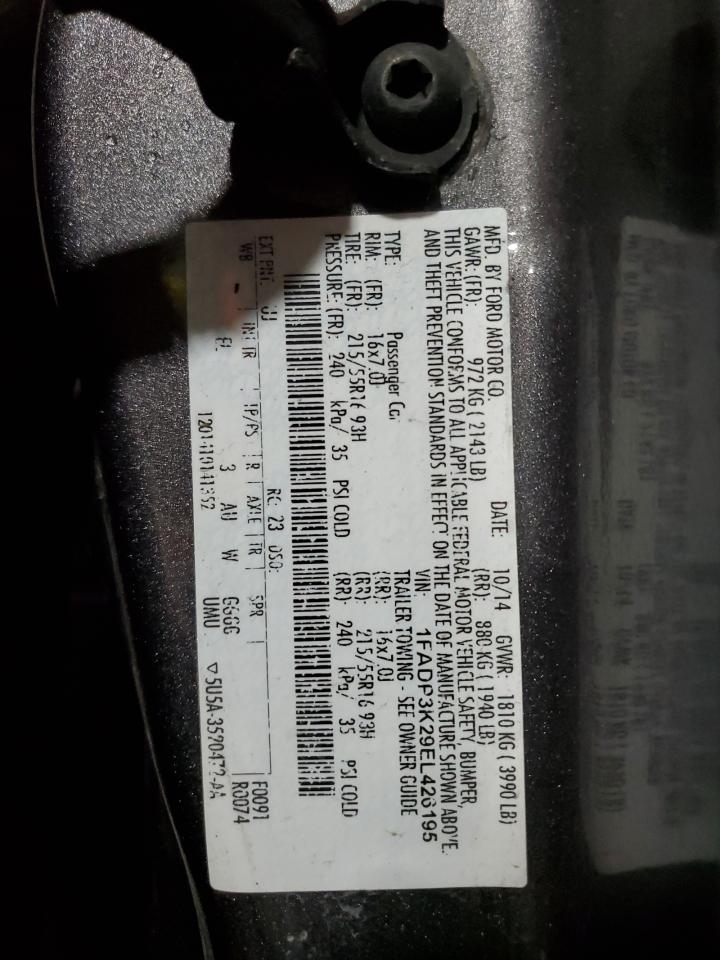 MFD. BY FORD MOTOR CO.
DATE: 10/14 GVWR: 1810 KG ( 3990 LB)
GAWR: (FR): 972 KG ( 2143 LB) (RR): 880 KG ( 1940 LB)
THIS VEHICLE CONFORMS TO ALL APPLICABLE FEDERAL MOTOR VEHICLE SAFETY, BUMPER,
AND THEFT PREVENTION STANDARDS IN EFFECT ON THE DATE OF MANUFACTURE SHOWN ABOVE.
VIN: 1FADP3K29EL426195
TYPE: Passenger Car TRAILER TOWING - SEE OWNER GUIDE
RIM: (FR): 16x7.0J (RR): 16x7.0J
TIRE: (FR): 215/55R16 93H (RR): 215/55R16 93H
PRESSURE: (FR): 240 kPa/ 35 PSI COLD (RR): 240 kPa/ 35 PSI COLD
F0091
EXT PNT: UJ RC: 23 DSO: R0074
WB INT TR TP/PS R AXLE TR SPR
3 AU W GGGG
UMU